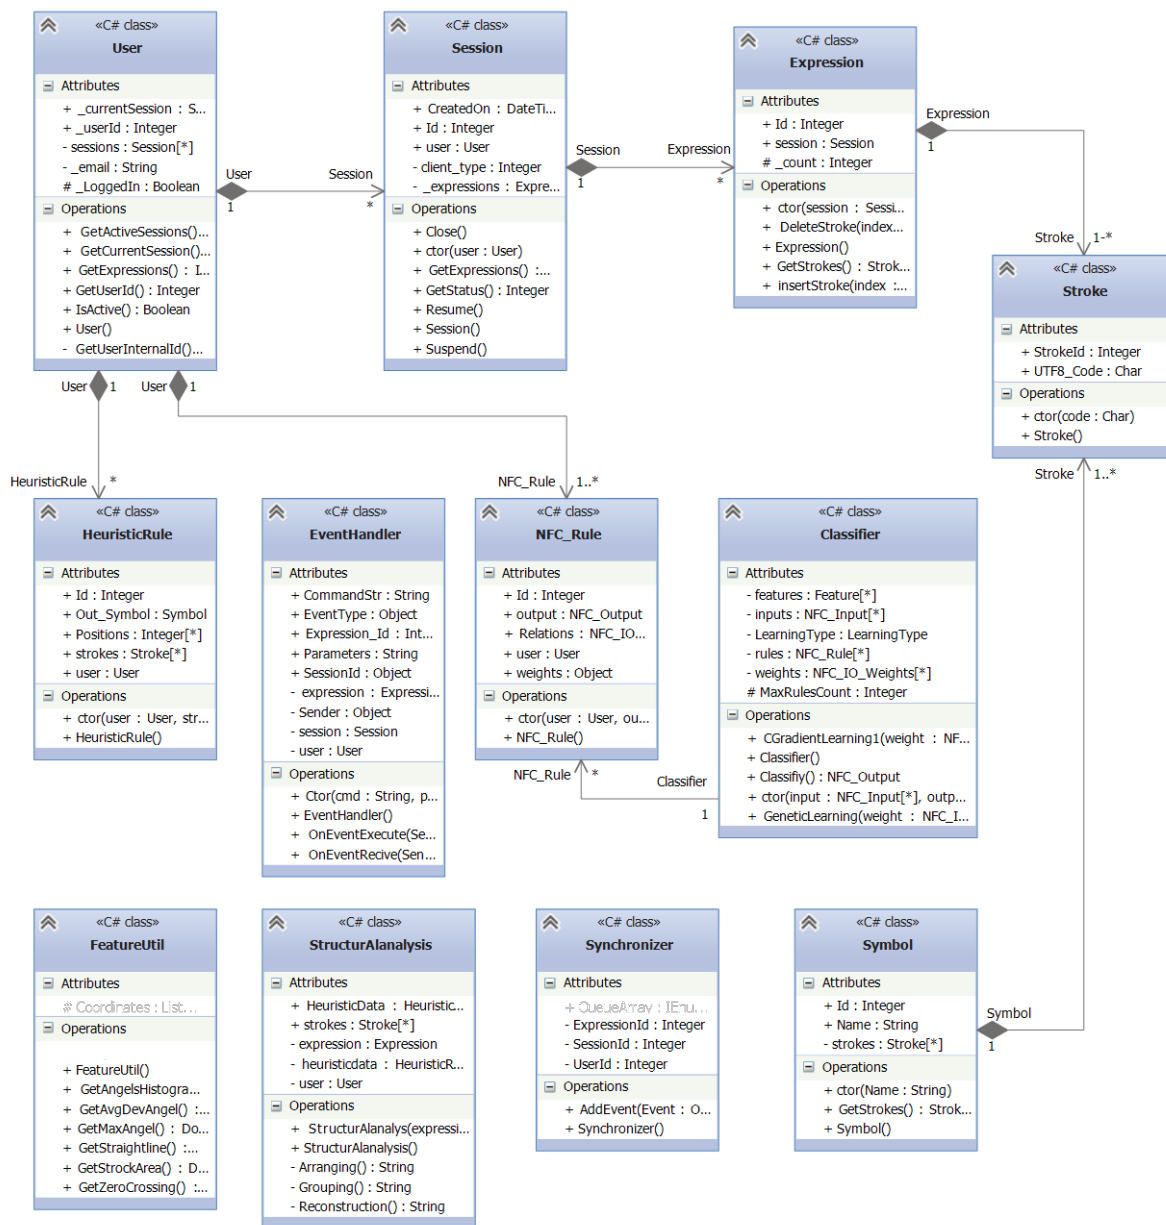 «C# class»
User
Attributes
+ _currentSession : S...
+ _userId : Integer
- sessions : Session[*]
- _email : String
# _LoggedIn : Boolean
Operations
+ GetActiveSessions()...
+ GetCurrentSession()...
+ GetExpressions() : I...
+ GetUserId() : Integer
+ IsActive() : Boolean
+ User()
- GetUserInternalId()...
User
1
Session
*
«C# class»
Session
Attributes
+ CreatedOn : DateTi...
+ Id : Integer
+ user : User
- client_type : Integer
- _expressions : Expre...
Operations
+ Close()
+ ctor(user : User)
+ GetExpressions() :...
+ GetStatus() : Integer
+ Resume()
+ Session()
+ Suspend()
Session
1
Expression
*
«C# class»
Expression
Attributes
+ Id : Integer
+ session : Session
# _count : Integer
Operations
+ ctor(session : Sessi...
+ DeleteStroke(index...
+ Expression()
+ GetStrokes() : Strok...
+ insertStroke(index :...
Expression
1
Stroke
1-*
«C# class»
Stroke
Attributes
+ StrokeId : Integer
+ UTF8_Code : Char
Operations
+ ctor(code : Char)
+ Stroke()
Stroke
1..*
User
1
User
1
HeuristicRule
*
NFC_Rule
1..*
«C# class»
HeuristicRule
Attributes
+ Id : Integer
+ Out_Symbol : Symbol
+ Positions : Integer[*]
+ strokes : Stroke[*]
+ user : User
Operations
+ ctor(user : User, str...
+ HeuristicRule()
«C# class»
EventHandler
Attributes
+ CommandStr : String
+ EventType : Object
+ Expression_Id : Int...
+ Parameters : String
+ SessionId : Object
- expression : Expressi...
- Sender : Object
- session : Session
- user : User
Operations
+ Ctor(cmd : String, p...
+ EventHandler()
+ OnEventExecute(Se...
+ OnEventRecive(Sen...
«C# class»
NFC_Rule
Attributes
+ Id : Integer
+ output : NFC_Output
+ Relations : NFC_IO...
+ user : User
+ weights : Object
Operations
+ ctor(user : User, ou...
+ NFC_Rule()
NFC_Rule
*
Classifier
1
«C# class»
Classifier
Attributes
- features : Feature[*]
- inputs : NFC_Input[*]
- LearningType : LearningType
- rules : NFC_Rule[*]
- weights : NFC_IO_Weights[*]
# MaxRulesCount : Integer
Operations
+ CGradientLearning1(weight : NF...
+ Classifier()
+ Classifiy() : NFC_Output
+ ctor(input : NFC_Input[*], outp...
+ GeneticLearning(weight : NFC_I...
«C# class»
FeatureUtil
Attributes
# Coordinates : List...
Operations
+ FeatureUtil()
+ GetAngelsHistogra...
+ GetAvgDevAngel() :...
+ GetMaxAngel() : Do...
+ GetStraightline() :...
+ GetStrockArea() : D...
+ GetZeroCrossing() :...
«C# class»
StructurAlanalysis
Attributes
+ HeuristicData : Heuristic...
+ strokes : Stroke[*]
- expression : Expression
- heuristicdata : HeuristicR...
- user : User
Operations
+ StructurAlanalys(expressi...
+ StructurAlanalysis()
- Arranging() : String
- Grouping() : String
- Reconstruction() : String
«C# class»
Synchronizer
Attributes
+ QueueArray : IEnu...
- ExpressionId : Integer
- SessionId : Integer
- UserId : Integer
Operations
+ AddEvent(Event : O...
+ Synchronizer()
«C# class»
Symbol
Attributes
+ Id : Integer
+ Name : String
- strokes : Stroke[*]
Operations
+ ctor(Name : String)
+ GetStrokes() : Strok...
+ Symbol()
Symbol
1